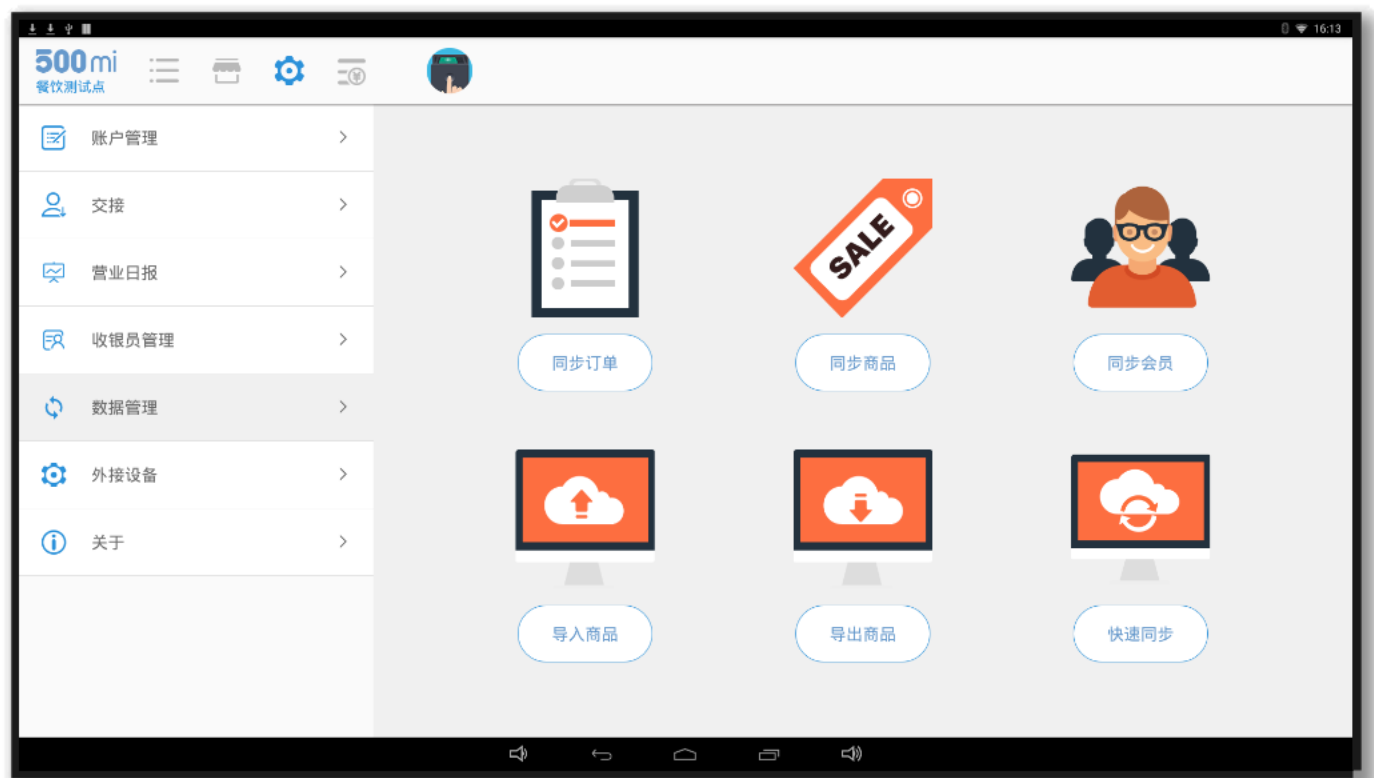 16:13
500mi
餐饮测试点
账户管理
交接
营业日报
收银员管理
数据管理
外接设备
关于
SALE
同步订单
同步商品
同步会员
导入商品
导出商品
快速同步